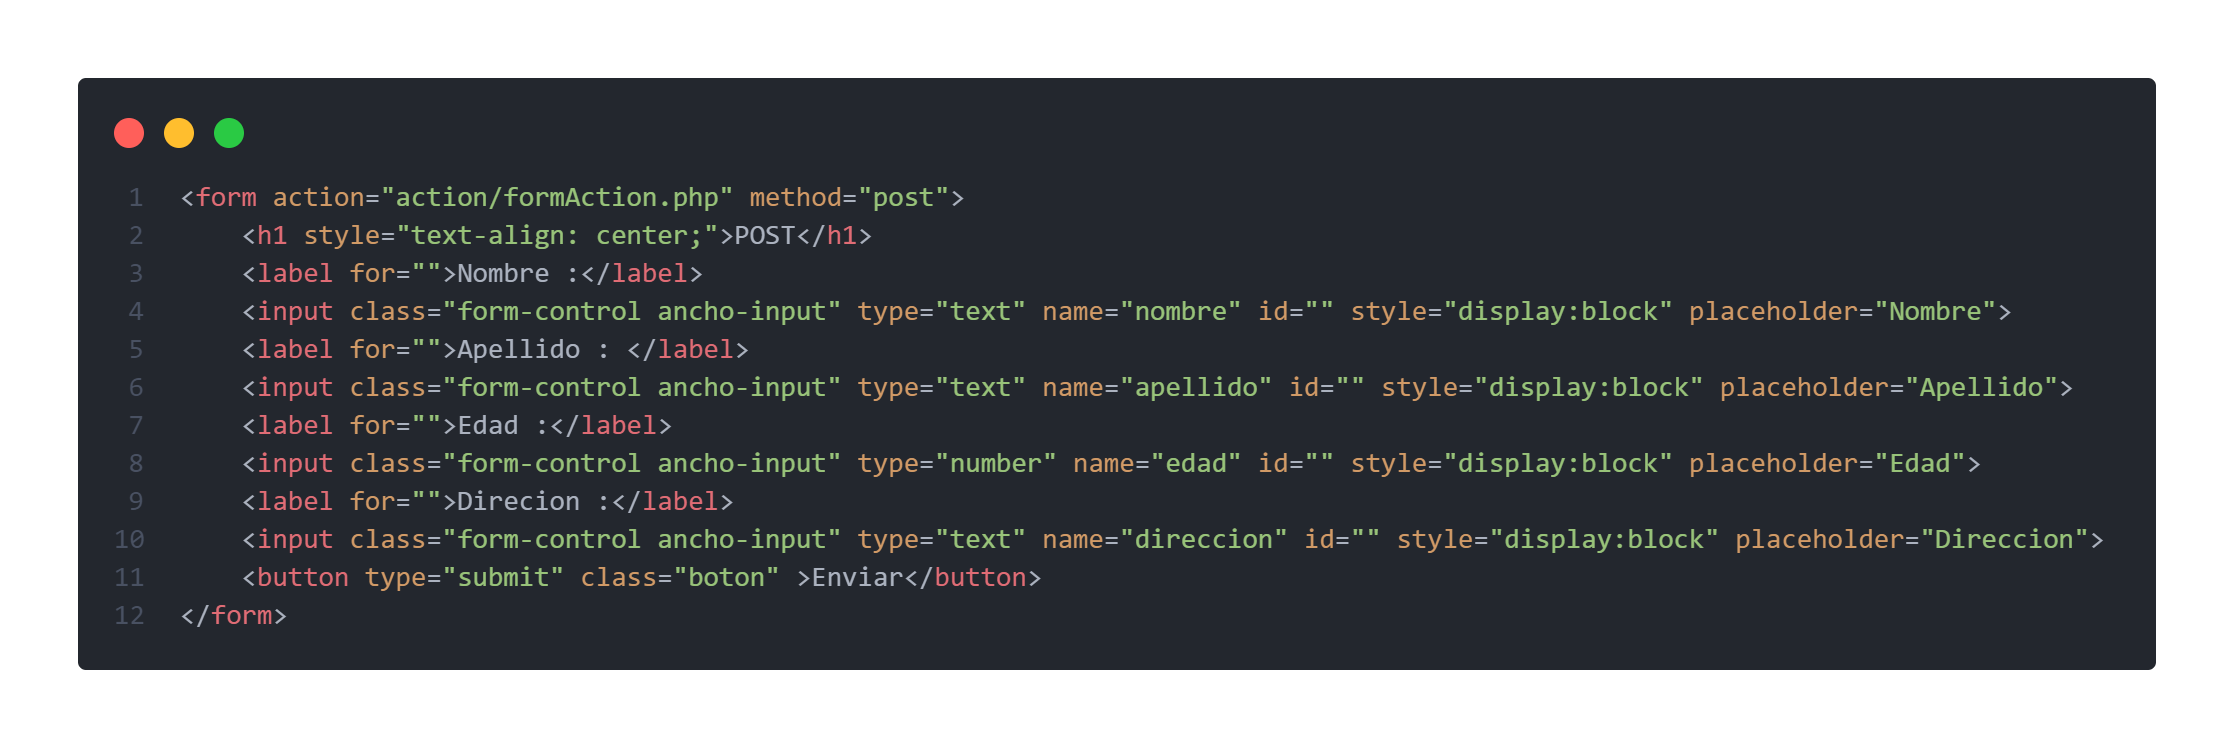 1 <form action="action/formAction.php" method="post">
2 <h1 style="text-align: center;">POST</h1>
3 <label for="">Nombre :</label>
4 <input class="form-control ancho-input" type="text" name="nombre" id="" style="display:block" placeholder="Nombre">
5 <label for="">Apellido : </label>
6 <input class="form-control ancho-input" type="text" name="apellido" id="" style="display:block" placeholder="Apellido">
7 <label for="">Edad :</label>
8 <input class="form-control ancho-input" type="number" name="edad" id="" style="display:block" placeholder="Edad">
9 <label for="">Direcion :</label>
10 <input class="form-control ancho-input" type="text" name="direccion" id="" style="display:block" placeholder="Direccion">
11 <button type="submit" class="boton" >Enviar</button>
12 </form>